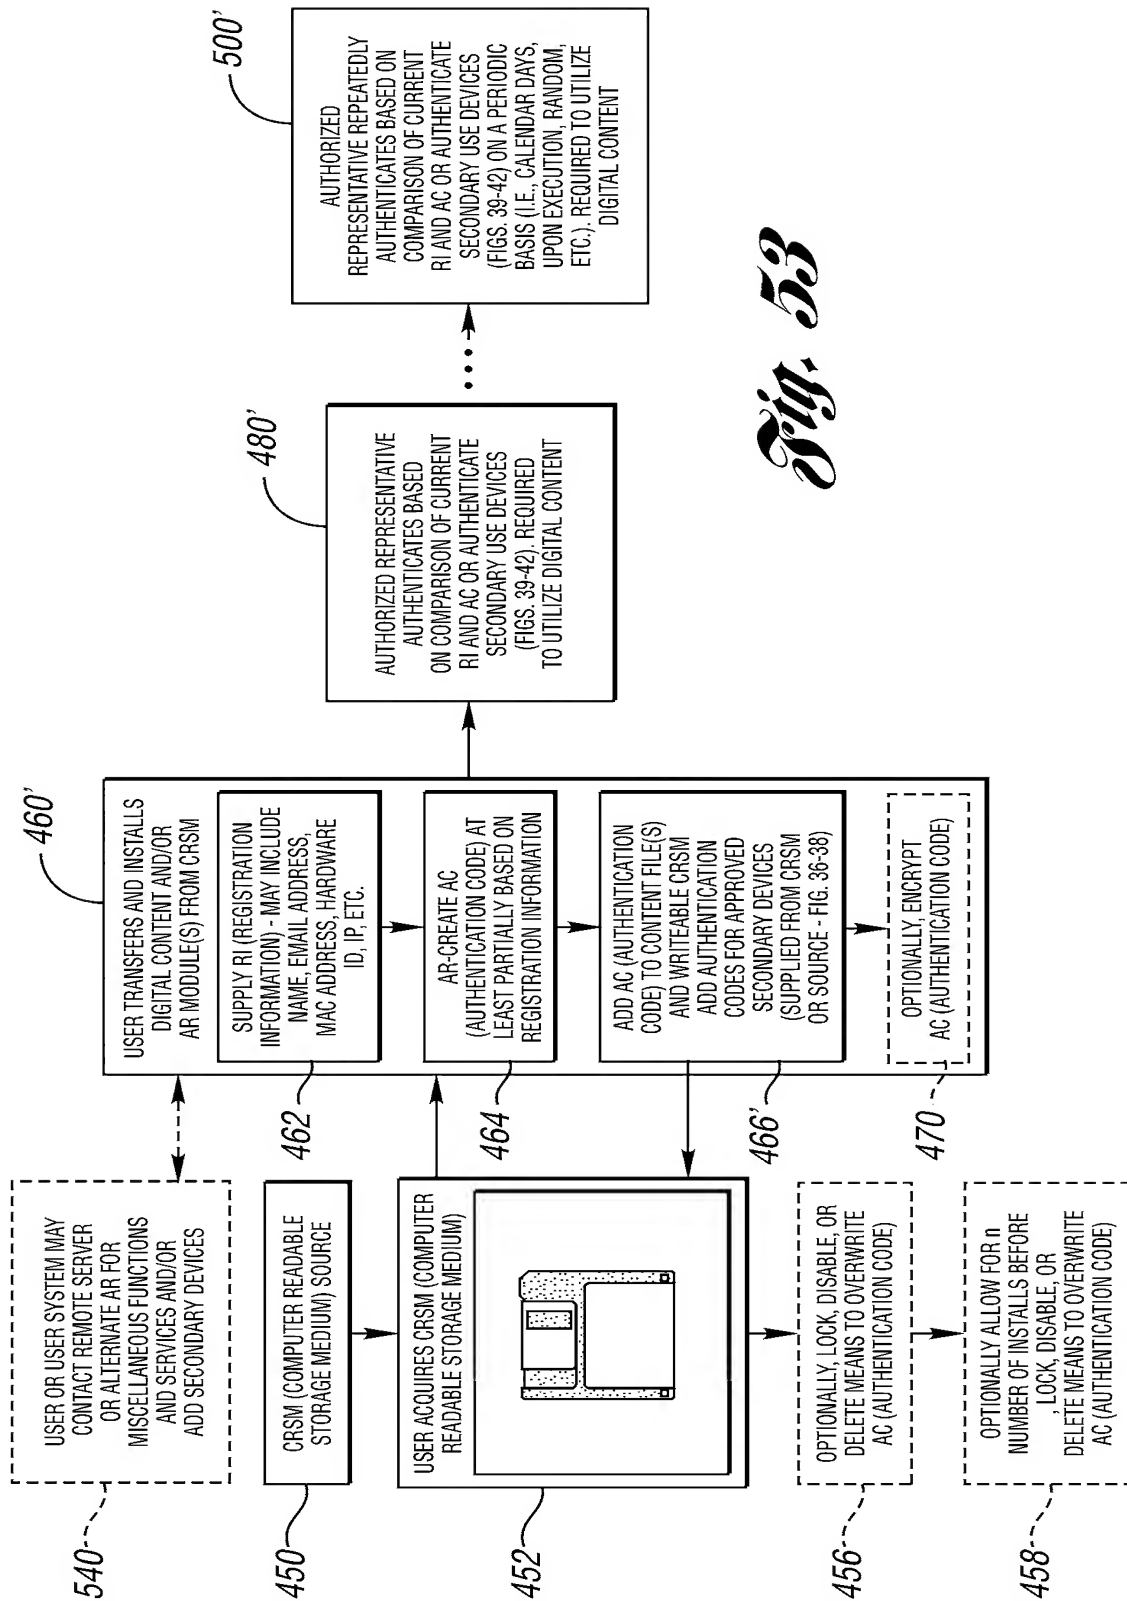 540
USER OR USER SYSTEM MAY
CONTACT REMOTE SERVER
OR ALTERNATE AR FOR
MISCELLANEOUS FUNCTIONS
AND SERVICES AND/OR
ADD SECONDARY DEVICES
450
CRSM (COMPUTER READABLE
STORAGE MEDIUM) SOURCE
452
USER ACQUIRES CRSM (COMPUTER
READABLE STORAGE MEDIUM)
456
OPTIONALLY, LOCK, DISABLE, OR
DELETE MEANS TO OVERWRITE
AC (AUTHENTICATION CODE)
458
OPTIONALLY ALLOW FOR n
NUMBER OF INSTALLS BEFORE
, LOCK, DISABLE, OR
DELETE MEANS TO OVERWRITE
AC (AUTHENTICATION CODE)
460'
USER TRANSFERS AND INSTALLS
DIGITAL CONTENT AND/OR
AR MODULE(S) FROM CRSM
462
SUPPLY RI (REGISTRATION
INFORMATION) - MAY INCLUDE
NAME, EMAIL ADDRESS,
MAC ADDRESS, HARDWARE
ID, IP, ETC.
464
AR-CREATE AC
(AUTHENTICATION CODE) AT
LEAST PARTIALLY BASED ON
REGISTRATION INFORMATION
466'
ADD AC (AUTHENTICATION
CODE) TO CONTENT FILE(S)
AND WRITEABLE CRSM
ADD AUTHENTICATION
CODES FOR APPROVED
SECONDARY DEVICES
(SUPPLIED FROM CRSM
OR SOURCE - FIG. 36-38)
470
OPTIONALLY, ENCRYPT
AC (AUTHENTICATION CODE)
480'
AUTHORIZED REPRESENTATIVE
AUTHENTICATES BASED
ON COMPARISON OF CURRENT
RI AND AC OR AUTHENTICATE
SECONDARY USE DEVICES
(FIGS. 39-42). REQUIRED
TO UTILIZE DIGITAL CONTENT
500'
AUTHORIZED
REPRESENTATIVE REPEATEDLY
AUTHENTICATES BASED ON
COMPARISON OF CURRENT
RI AND AC OR AUTHENTICATE
SECONDARY USE DEVICES
(FIGS. 39-42) ON A PERIODIC
BASIS (I.E., CALENDAR DAYS,
UPON EXECUTION, RANDOM,
ETC.). REQUIRED TO UTILIZE
DIGITAL CONTENT
Fig. 53